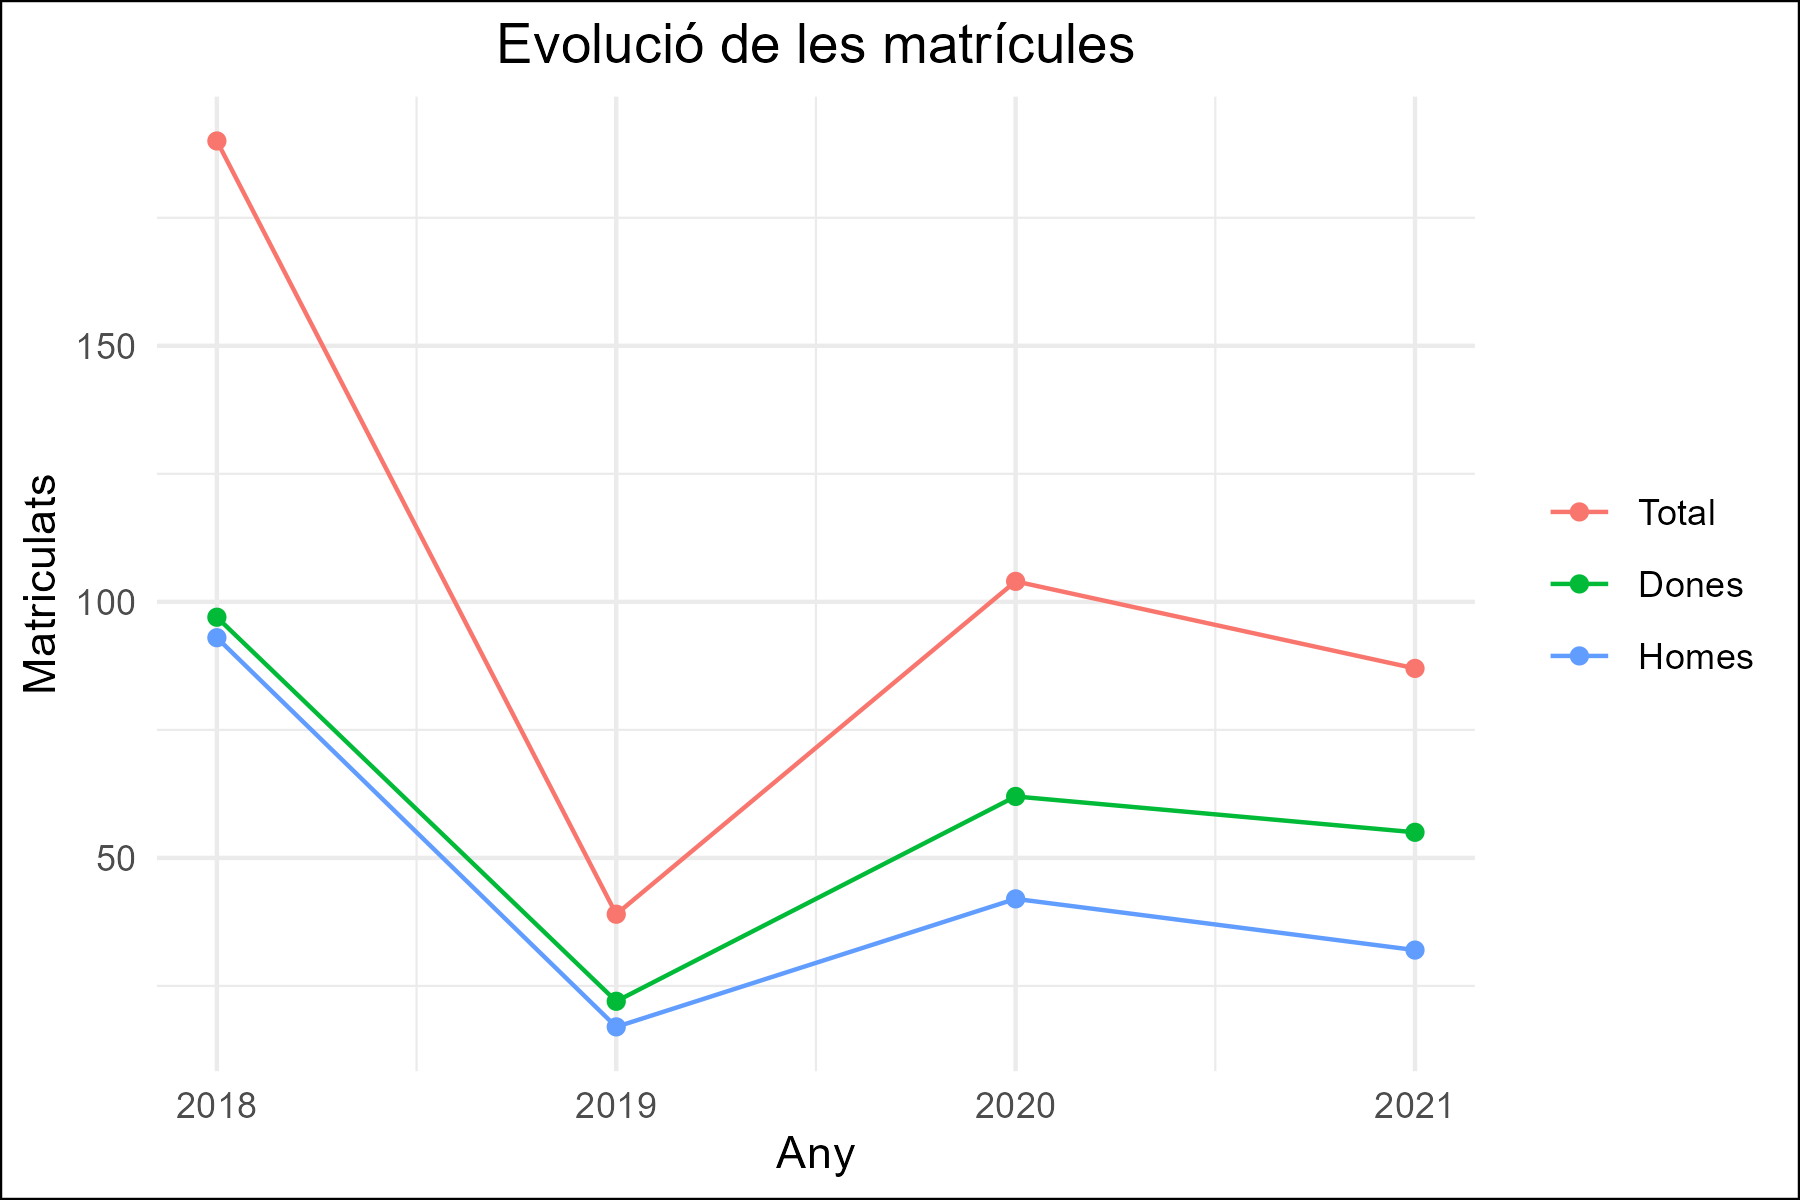 Evolució de les matrícules
Matriculats
150
100
50
2018
2019
2020
2021
Any
Total
Dones
Homes